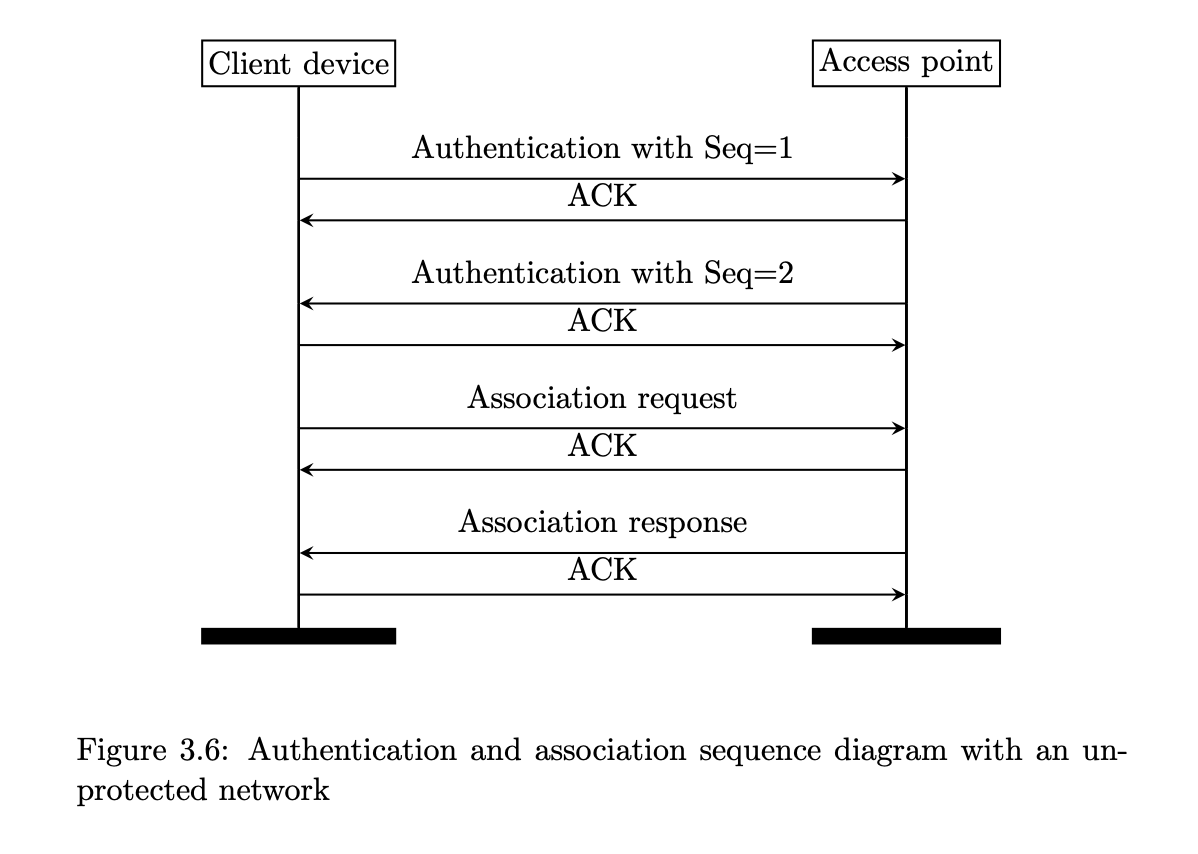 Client device
Access point
Authentication with Seq=1
ACK
Authentication with Seq=2
ACK
Association request
ACK
Association response
ACK
Figure 3.6: Authentication and association sequence diagram with an un-
protected network